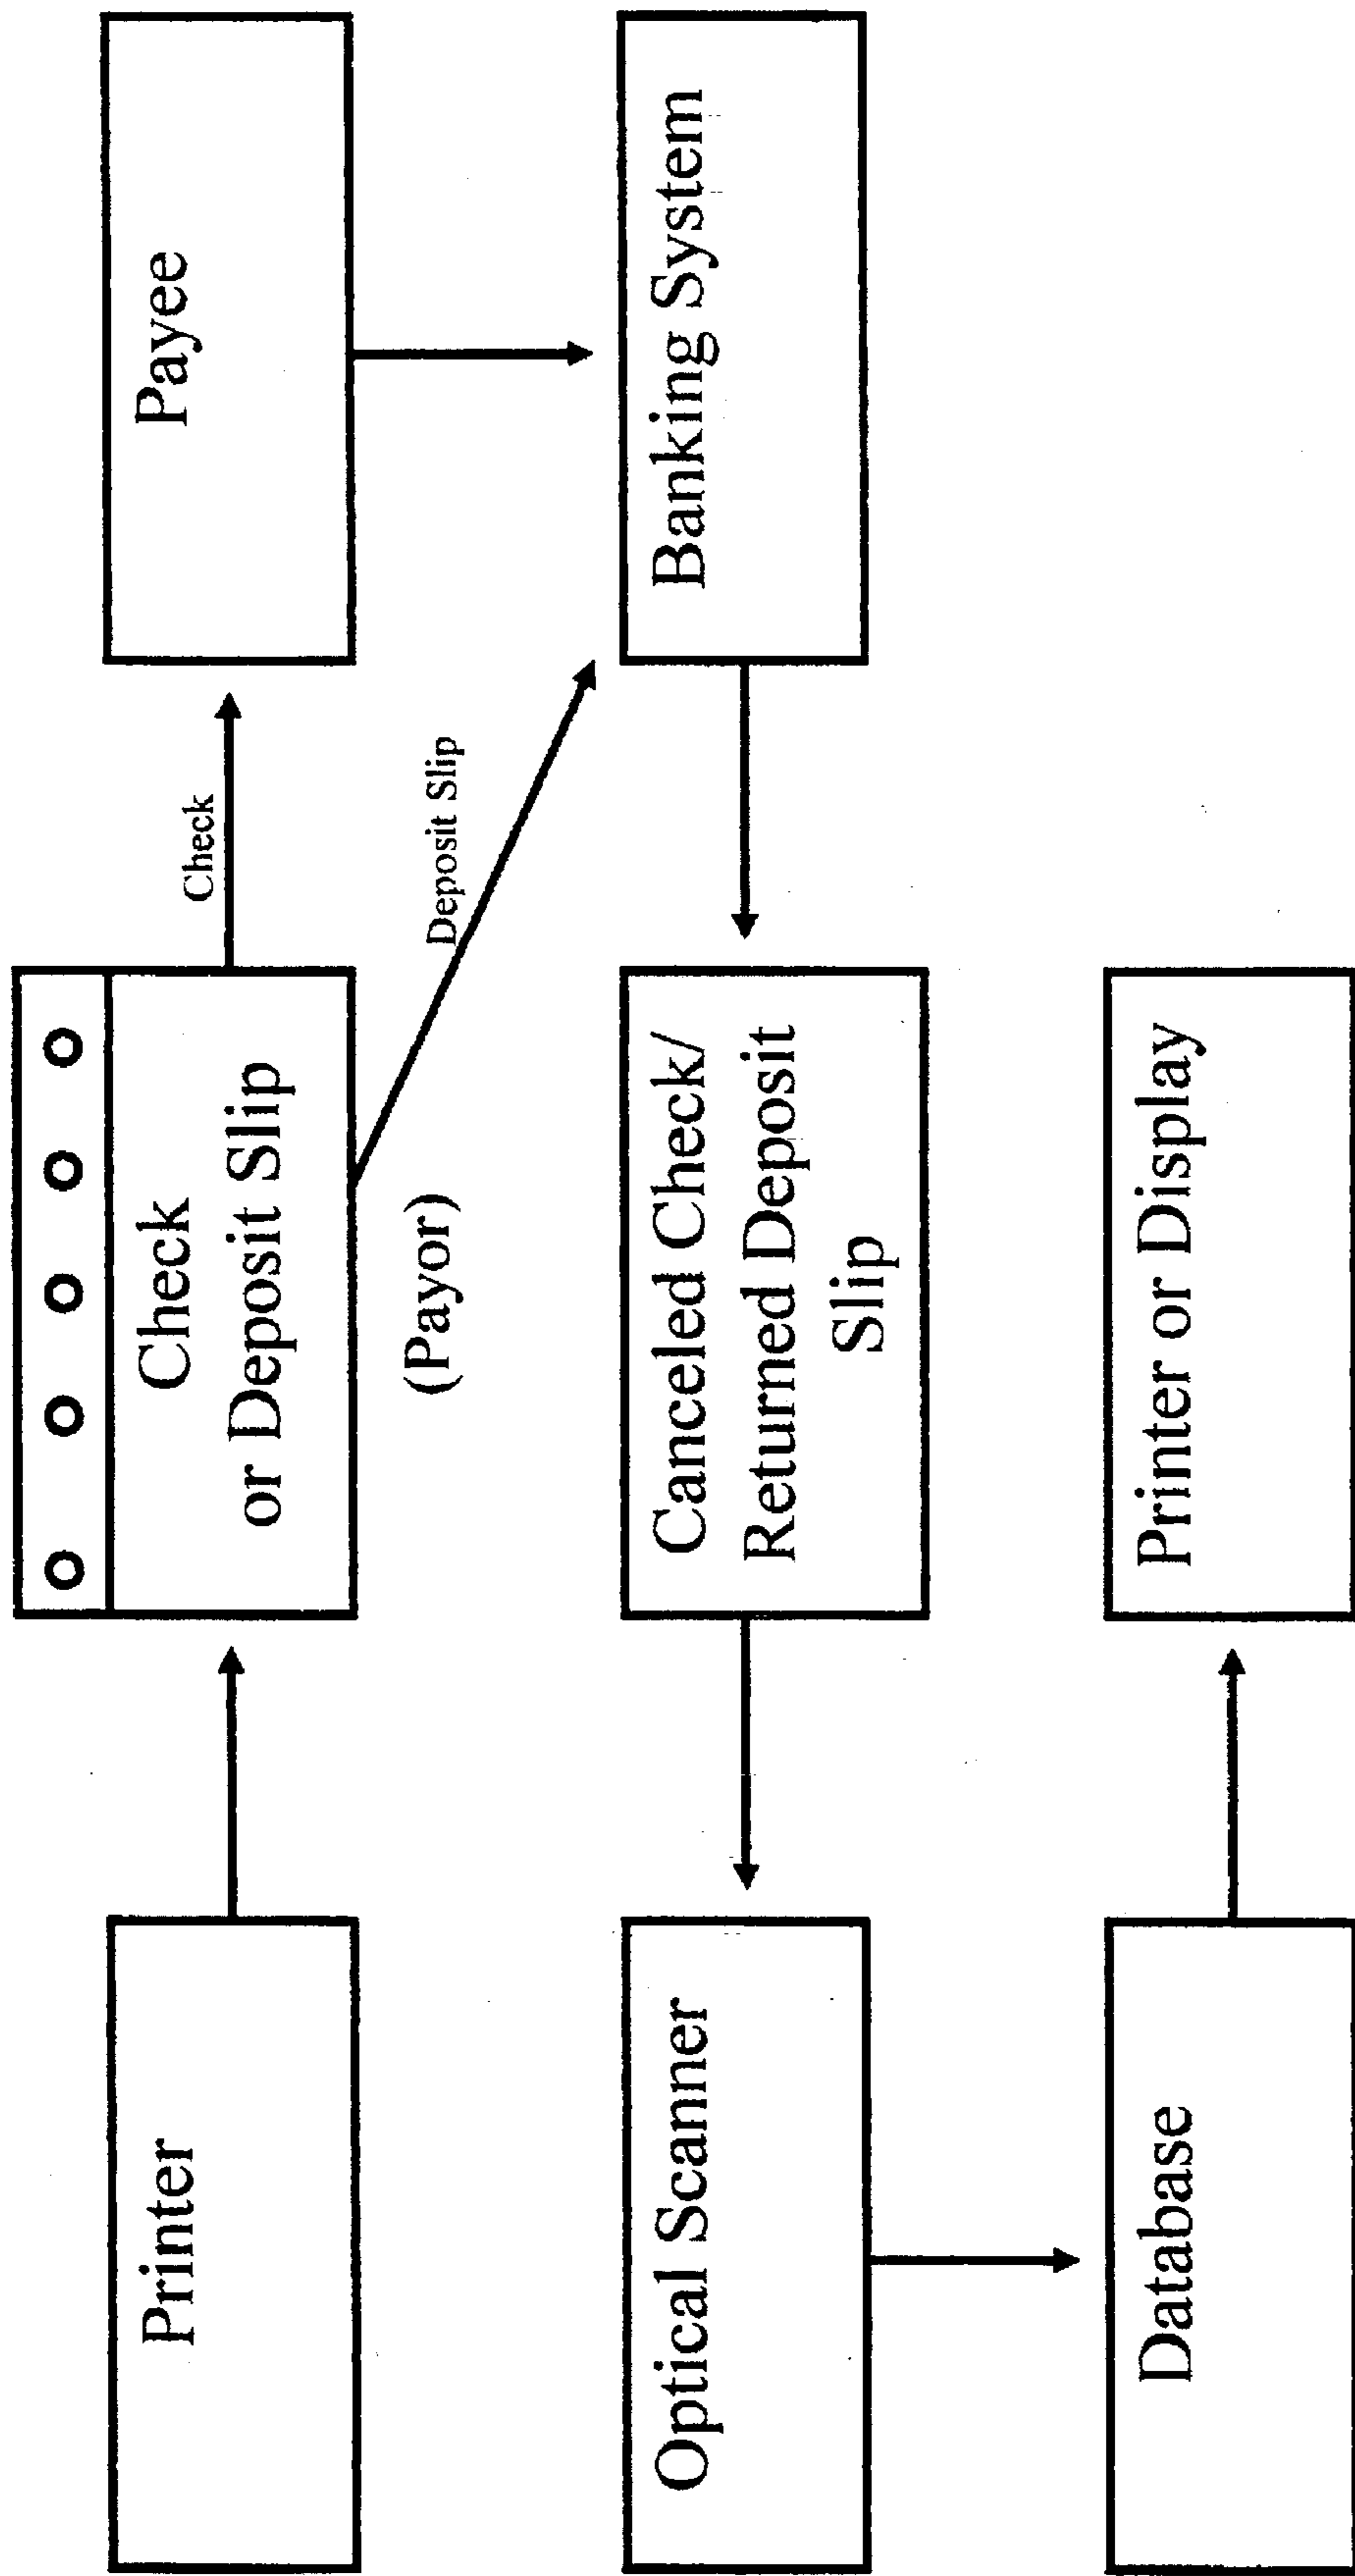 Printer
Check
or Deposit Slip
Check
Payee
(Payor)
Deposit Slip
Optical Scanner
Canceled Check/
Returned Deposit
Slip
Banking System
Database
Printer or Display